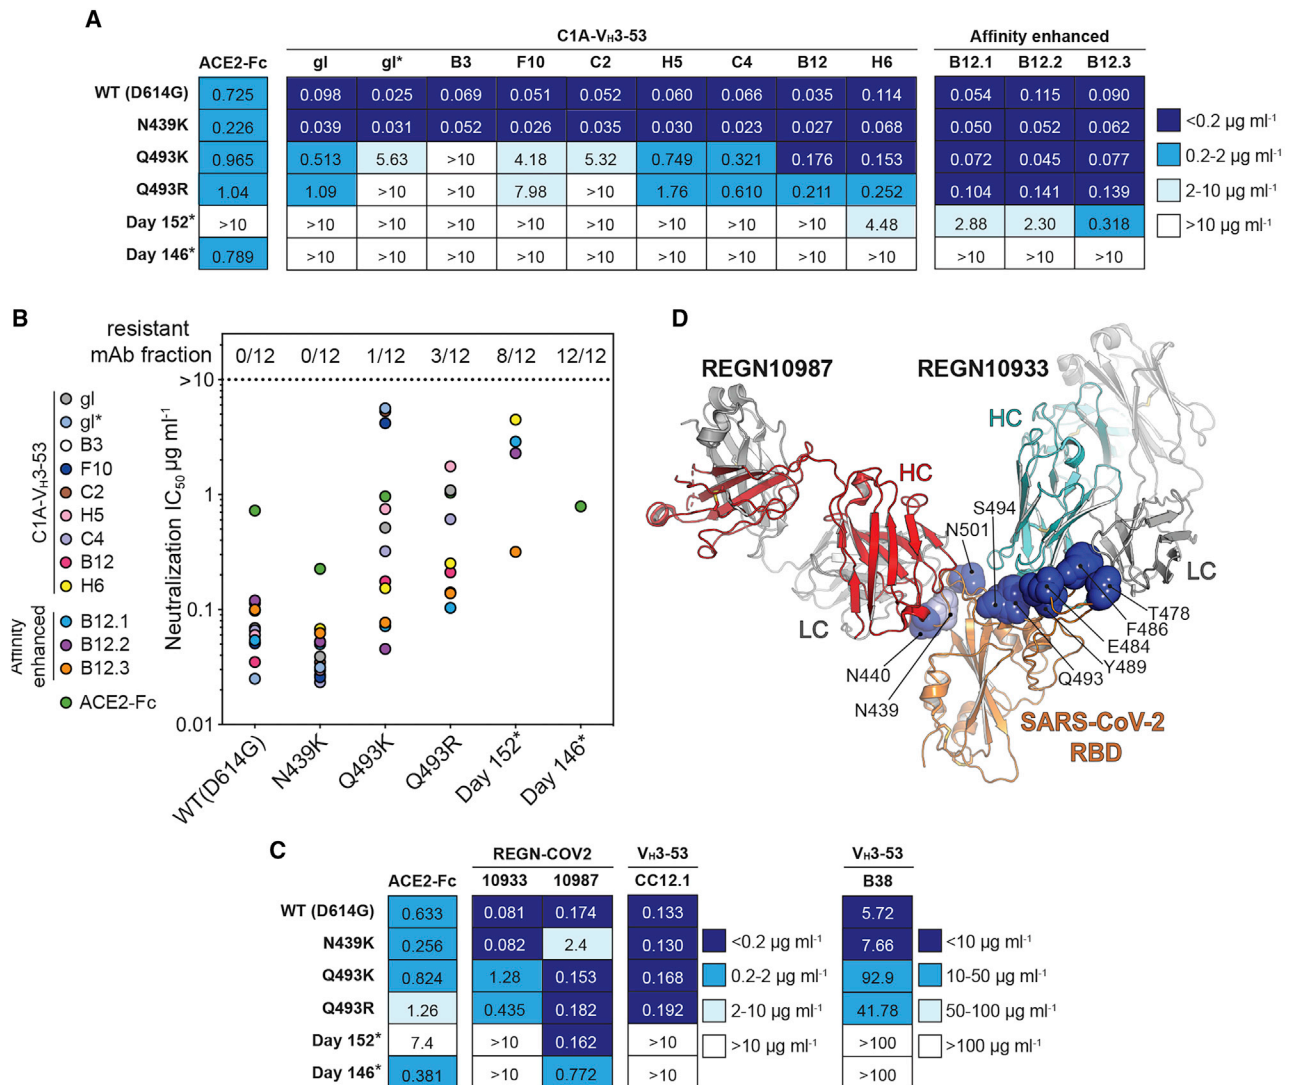 A
C1A-VH3-53
Affinity enhanced
ACE2-Fc gl gl* B3 F10 C2 H5 C4 B12 H6 B12.1 B12.2 B12.3
WT (D614G) 0.725 0.098 0.025 0.069 0.051 0.052 0.060 0.066 0.035 0.114 0.054 0.115 0.090
N439K 0.226 0.039 0.031 0.052 0.026 0.035 0.030 0.023 0.027 0.068 0.050 0.052 0.062
Q493K 0.965 0.513 5.63 >10 4.18 5.32 0.749 0.321 0.176 0.153 0.072 0.045 0.077
Q493R 1.04 1.09 >10 >10 7.98 >10 1.76 0.610 0.211 0.252 0.104 0.141 0.139
Day 152* >10 >10 >10 >10 >10 >10 >10 >10 >10 4.48 2.88 2.30 0.318
Day 146* 0.789 >10 >10 >10 >10 >10 >10 >10 >10 >10 >10 >10 >10
<0.2 µg ml-1
0.2-2 µg ml-1
2-10 µg ml-1
>10 µg ml-1
B
resistant
mAb fraction 0/12 0/12 1/12 3/12 8/12 12/12
C1A-VH3-53
gl
gl*
B3
F10
C2
H5
C4
B12
H6
Affinity
enhanced
B12.1
B12.2
B12.3
ACE2-Fc
Neutralization IC50 µg ml-1
>10
1
0.1
0.01
WT(D614G)
N439K
Q493K
Q493R
Day 152*
Day 146*
D
REGN10987
REGN10933
HC
HC
S494
N501
LC
LC
T478
F486
E484
Y489
Q493
N440
N439
SARS-CoV-2
RBD
C
REGN-COV2 VH3-53 VH3-53
ACE2-Fc 10933 10987 CC12.1 B38
WT (D614G) 0.633 0.081 0.174 0.133 5.72
N439K 0.256 0.082 2.4 0.130 7.66
Q493K 0.824 1.28 0.153 0.168 92.9
Q493R 1.26 0.435 0.182 0.192 41.78
Day 152* 7.4 >10 0.162 >10 >100
Day 146* 0.381 >10 0.772 >10 >100
<0.2 µg ml-1
0.2-2 µg ml-1
2-10 µg ml-1
>10 µg ml-1
<10 µg ml-1
10-50 µg ml-1
50-100 µg ml-1
>100 µg ml-1